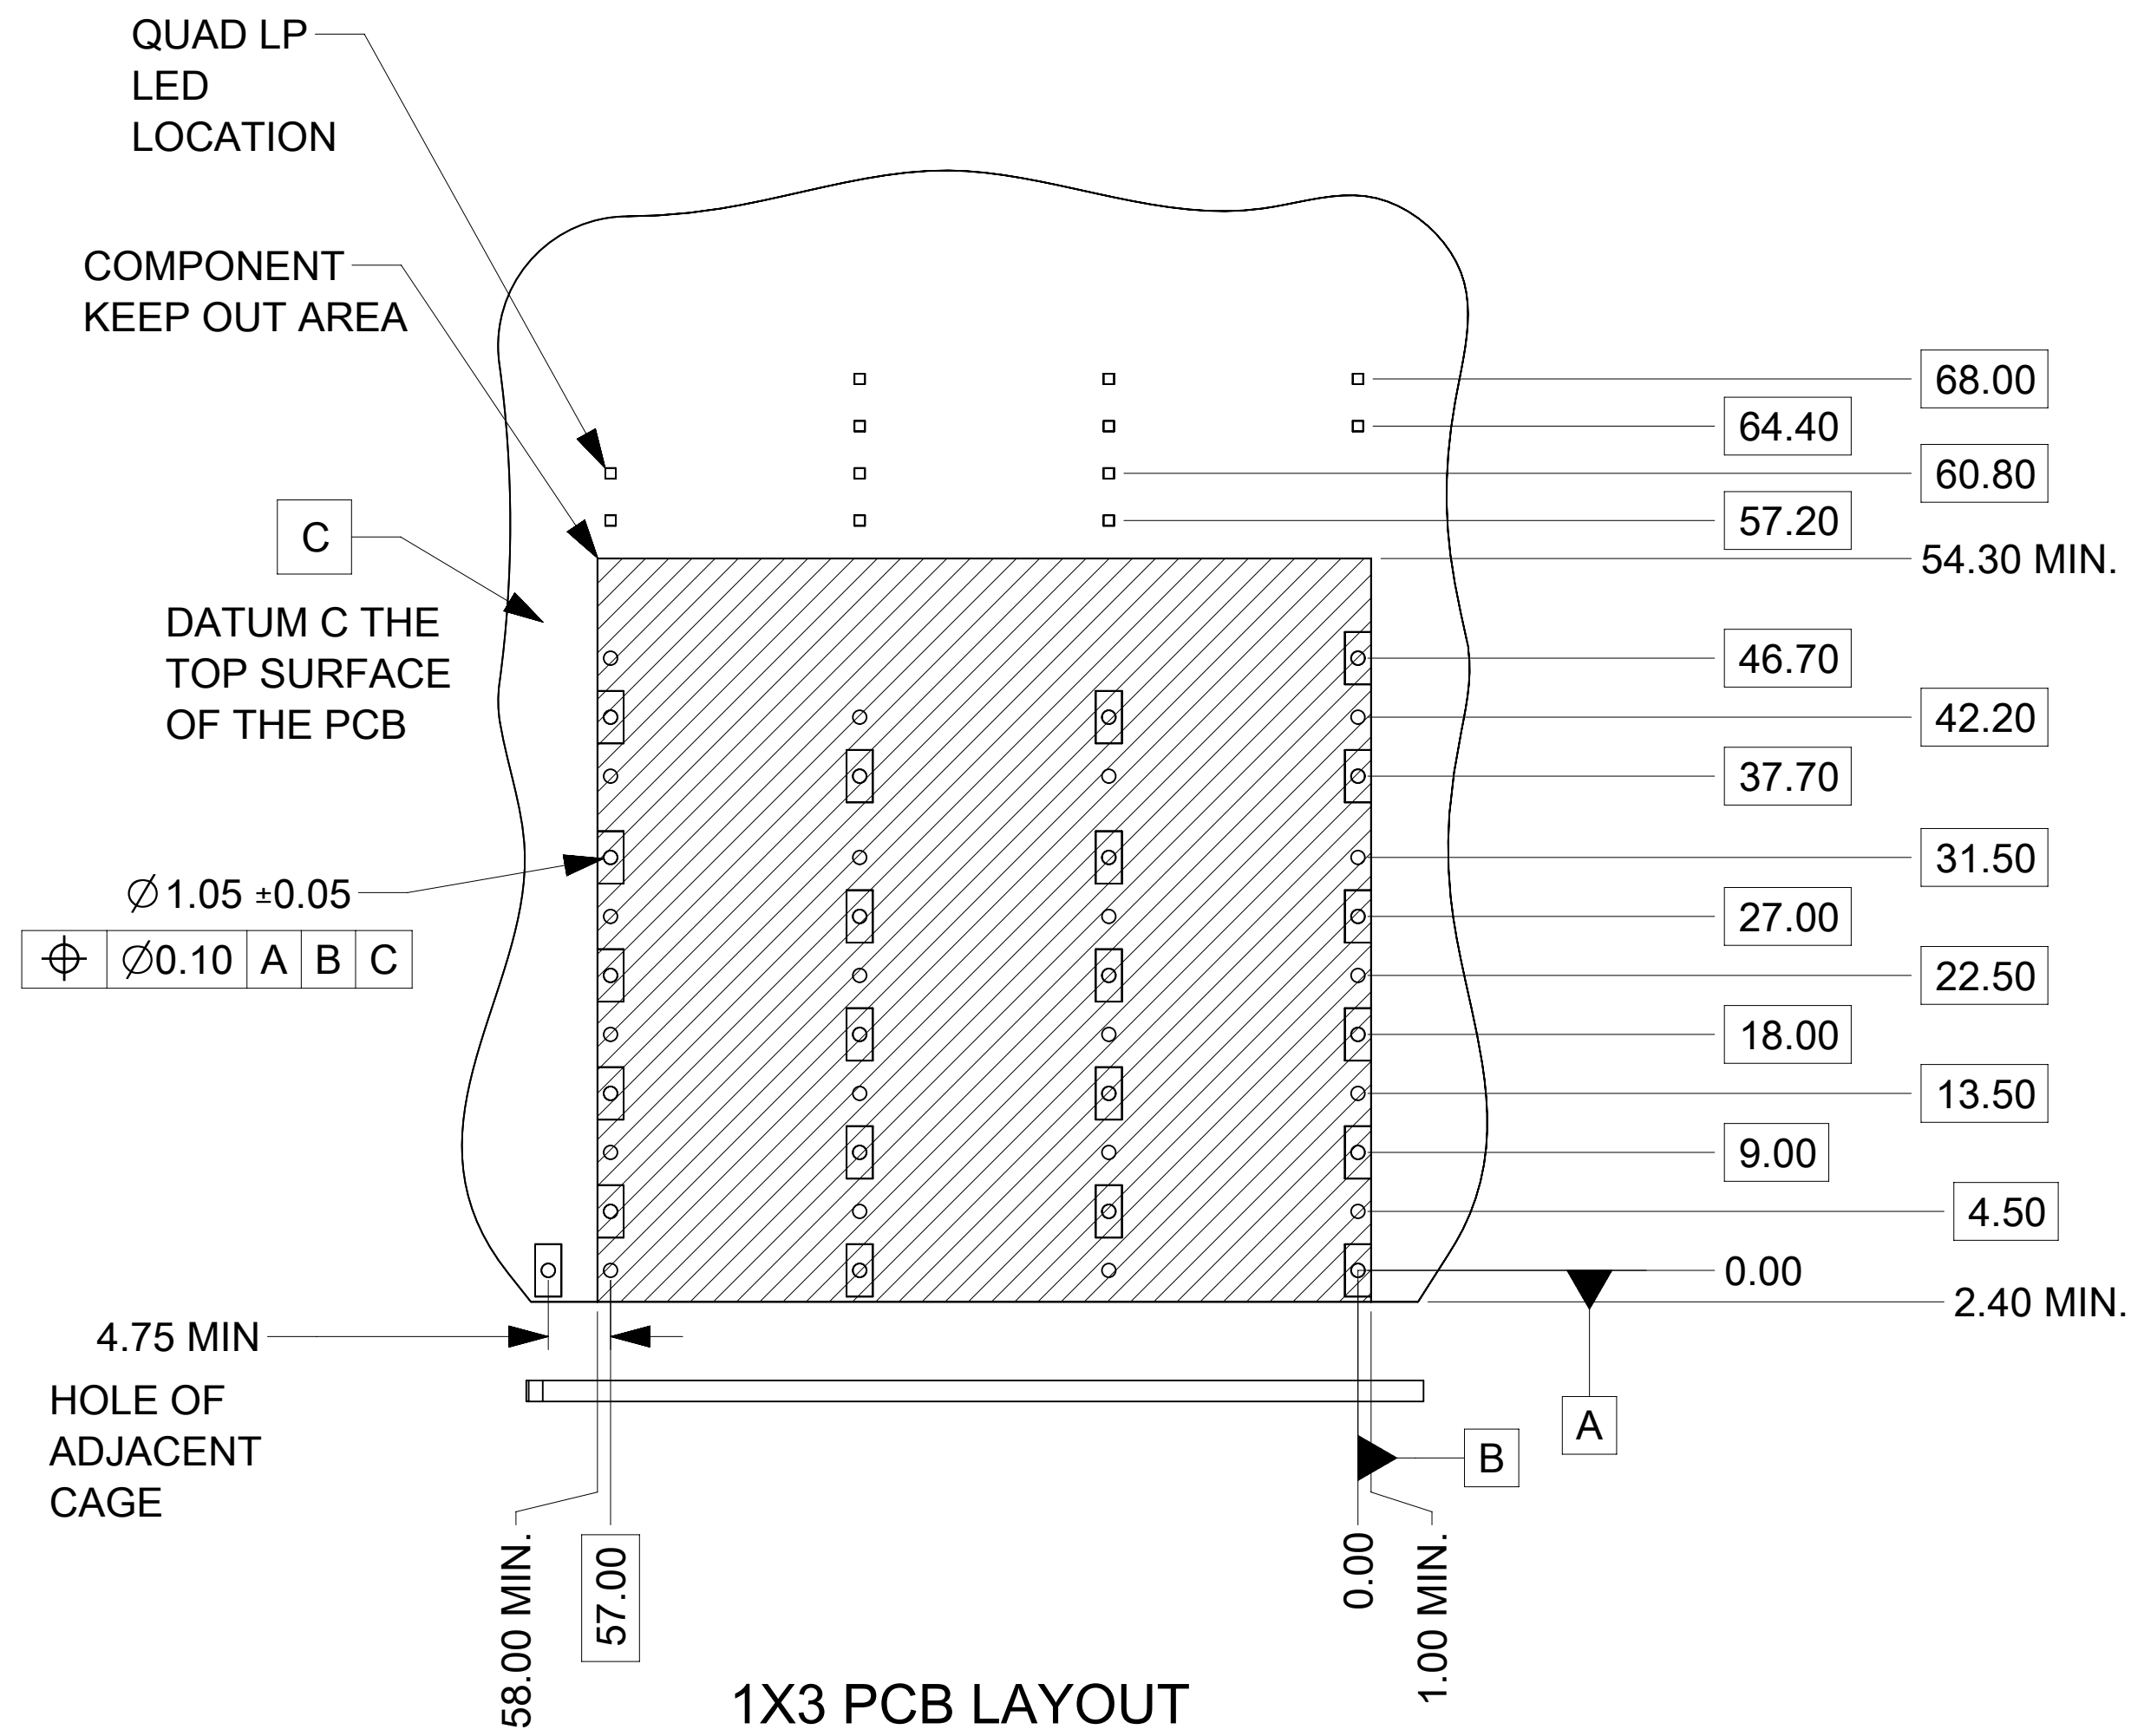 QUAD LP
LED
LOCATION
COMPONENT
KEEP OUT AREA
68.00
64.40
60.80
57.20
C
54.30 MIN.
DATUM C THE
TOP SURFACE
OF THE PCB
46.70
42.20
37.70
31.50
Ø1.05 ±0.05
⌖ Ø0.10 A B C
27.00
22.50
18.00
13.50
9.00
4.50
0.00
2.40 MIN.
4.75 MIN
HOLE OF
ADJACENT
CAGE
A
B
58.00 MIN.
57.00
0.00
1.00 MIN.
1X3 PCB LAYOUT